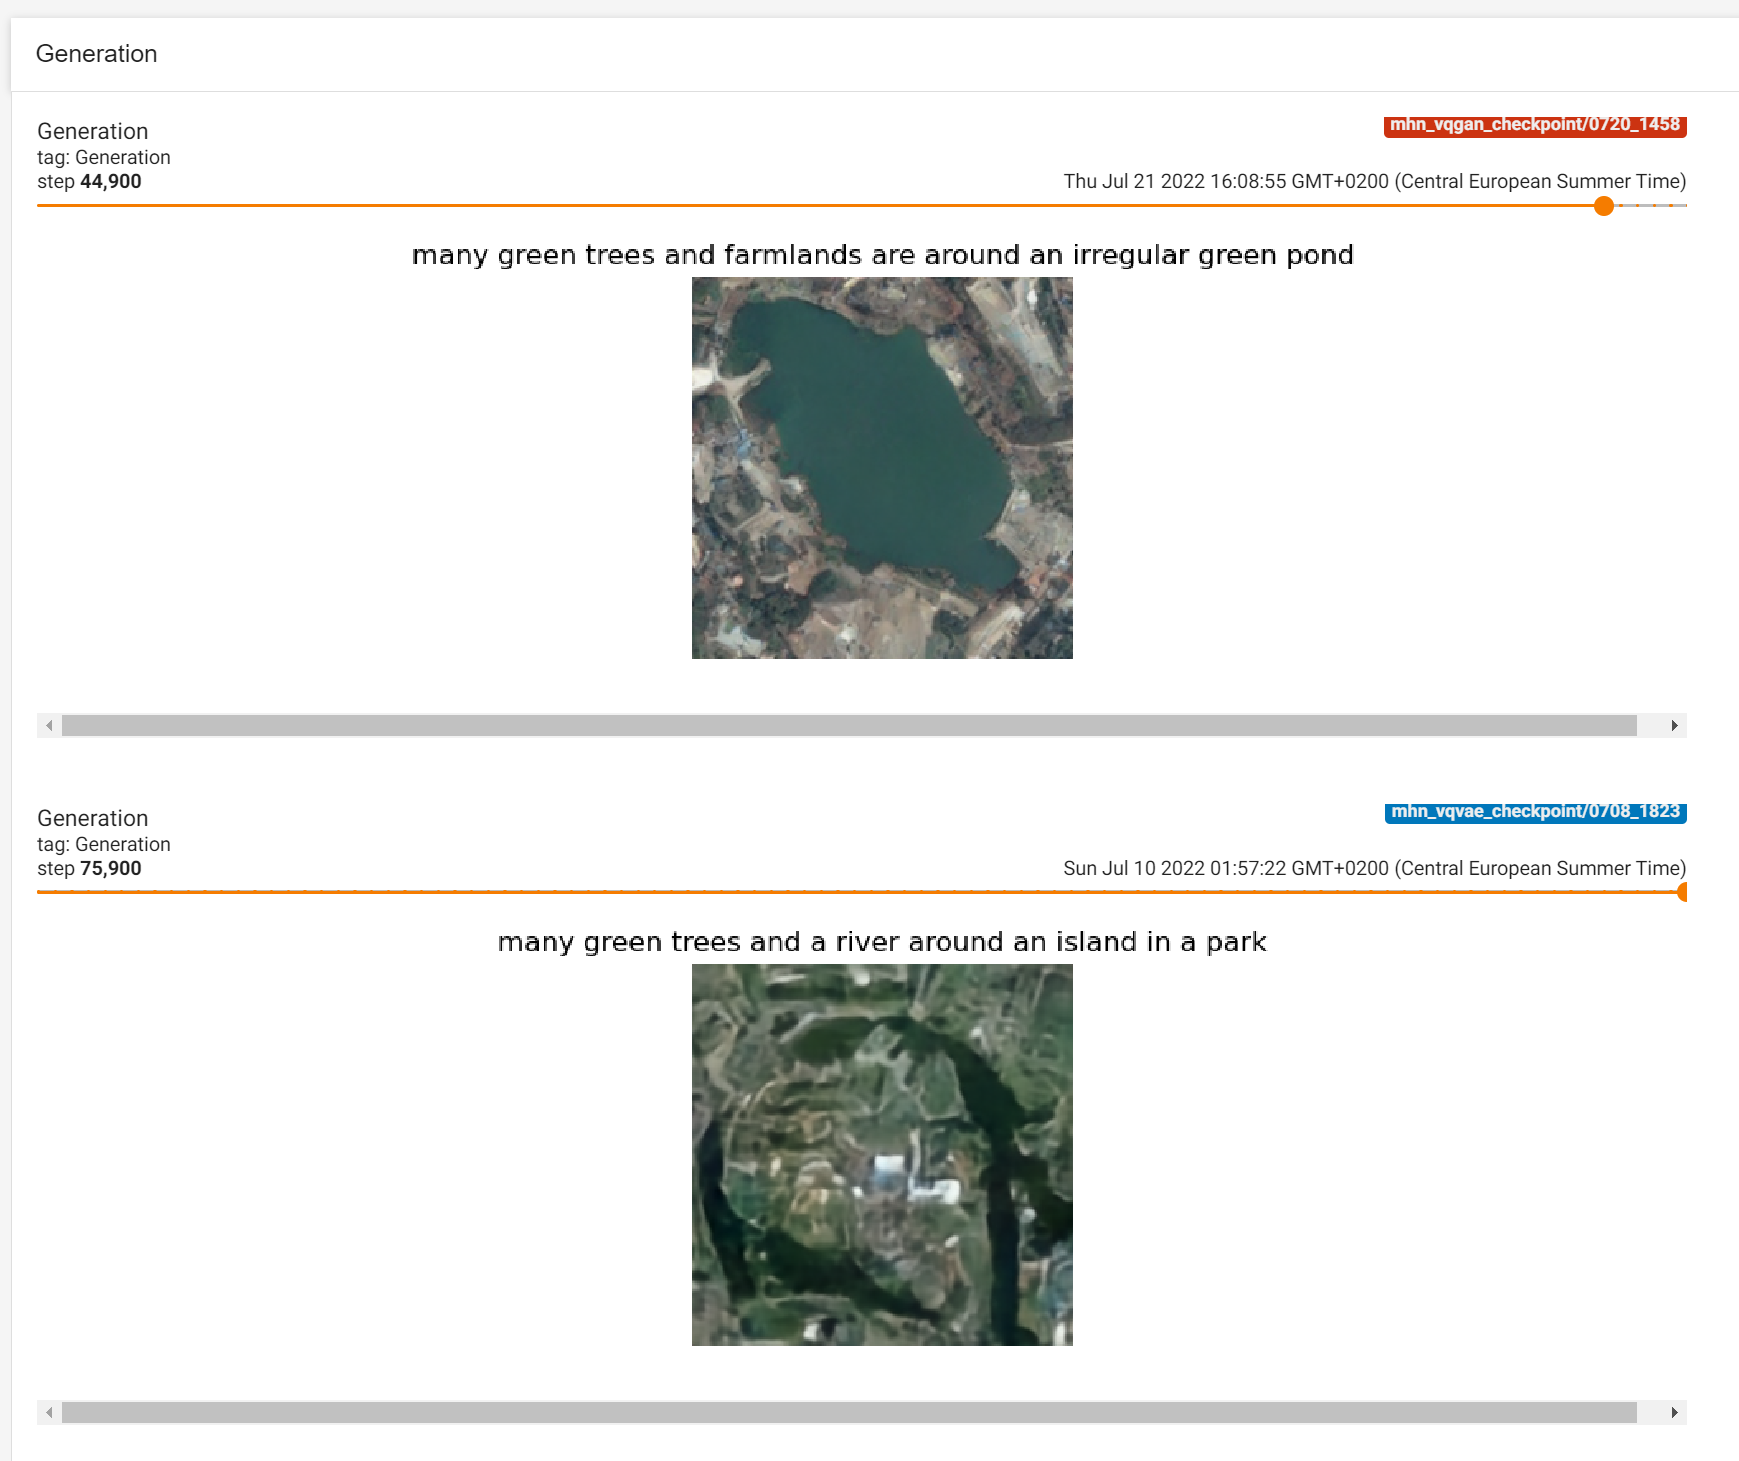 Generation
Generation
mhn_vqgan_checkpoint/0720_1458
tag: Generation
step 44,900
Thu Jul 21 2022 16:08:55 GMT+0200 (Central European Summer Time)
many green trees and farmlands are around an irregular green pond
Generation
mhn_vqvae_checkpoint/0708_1823
tag: Generation
step 75,900
Sun Jul 10 2022 01:57:22 GMT+0200 (Central European Summer Time)
many green trees and a river around an island in a park